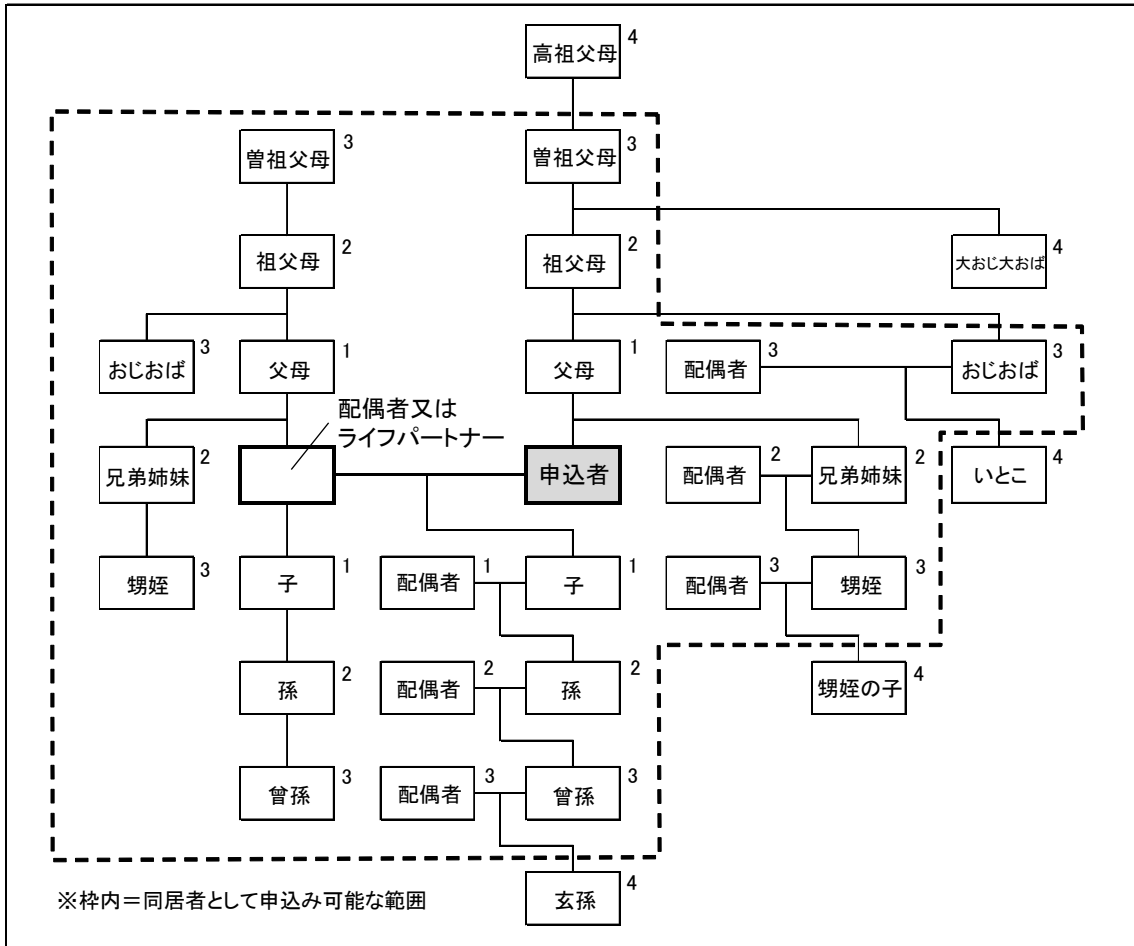 4
高祖父母
3
曽祖父母
3
曽祖父母
2
祖父母
2
祖父母
4
大おじ大おば
3
おじおば
1
父母
1
父母
3
配偶者
3
おじおば
配偶者又は
ライフパートナー
2
兄弟姉妹
申込者
2
配偶者
2
兄弟姉妹
4
いとこ
3
甥姪
1
子
1
配偶者
1
子
3
配偶者
3
甥姪
2
孫
2
配偶者
2
孫
4
甥姪の子
3
曾孫
3
配偶者
3
曾孫
4
玄孫
※枠内＝同居者として申込み可能な範囲